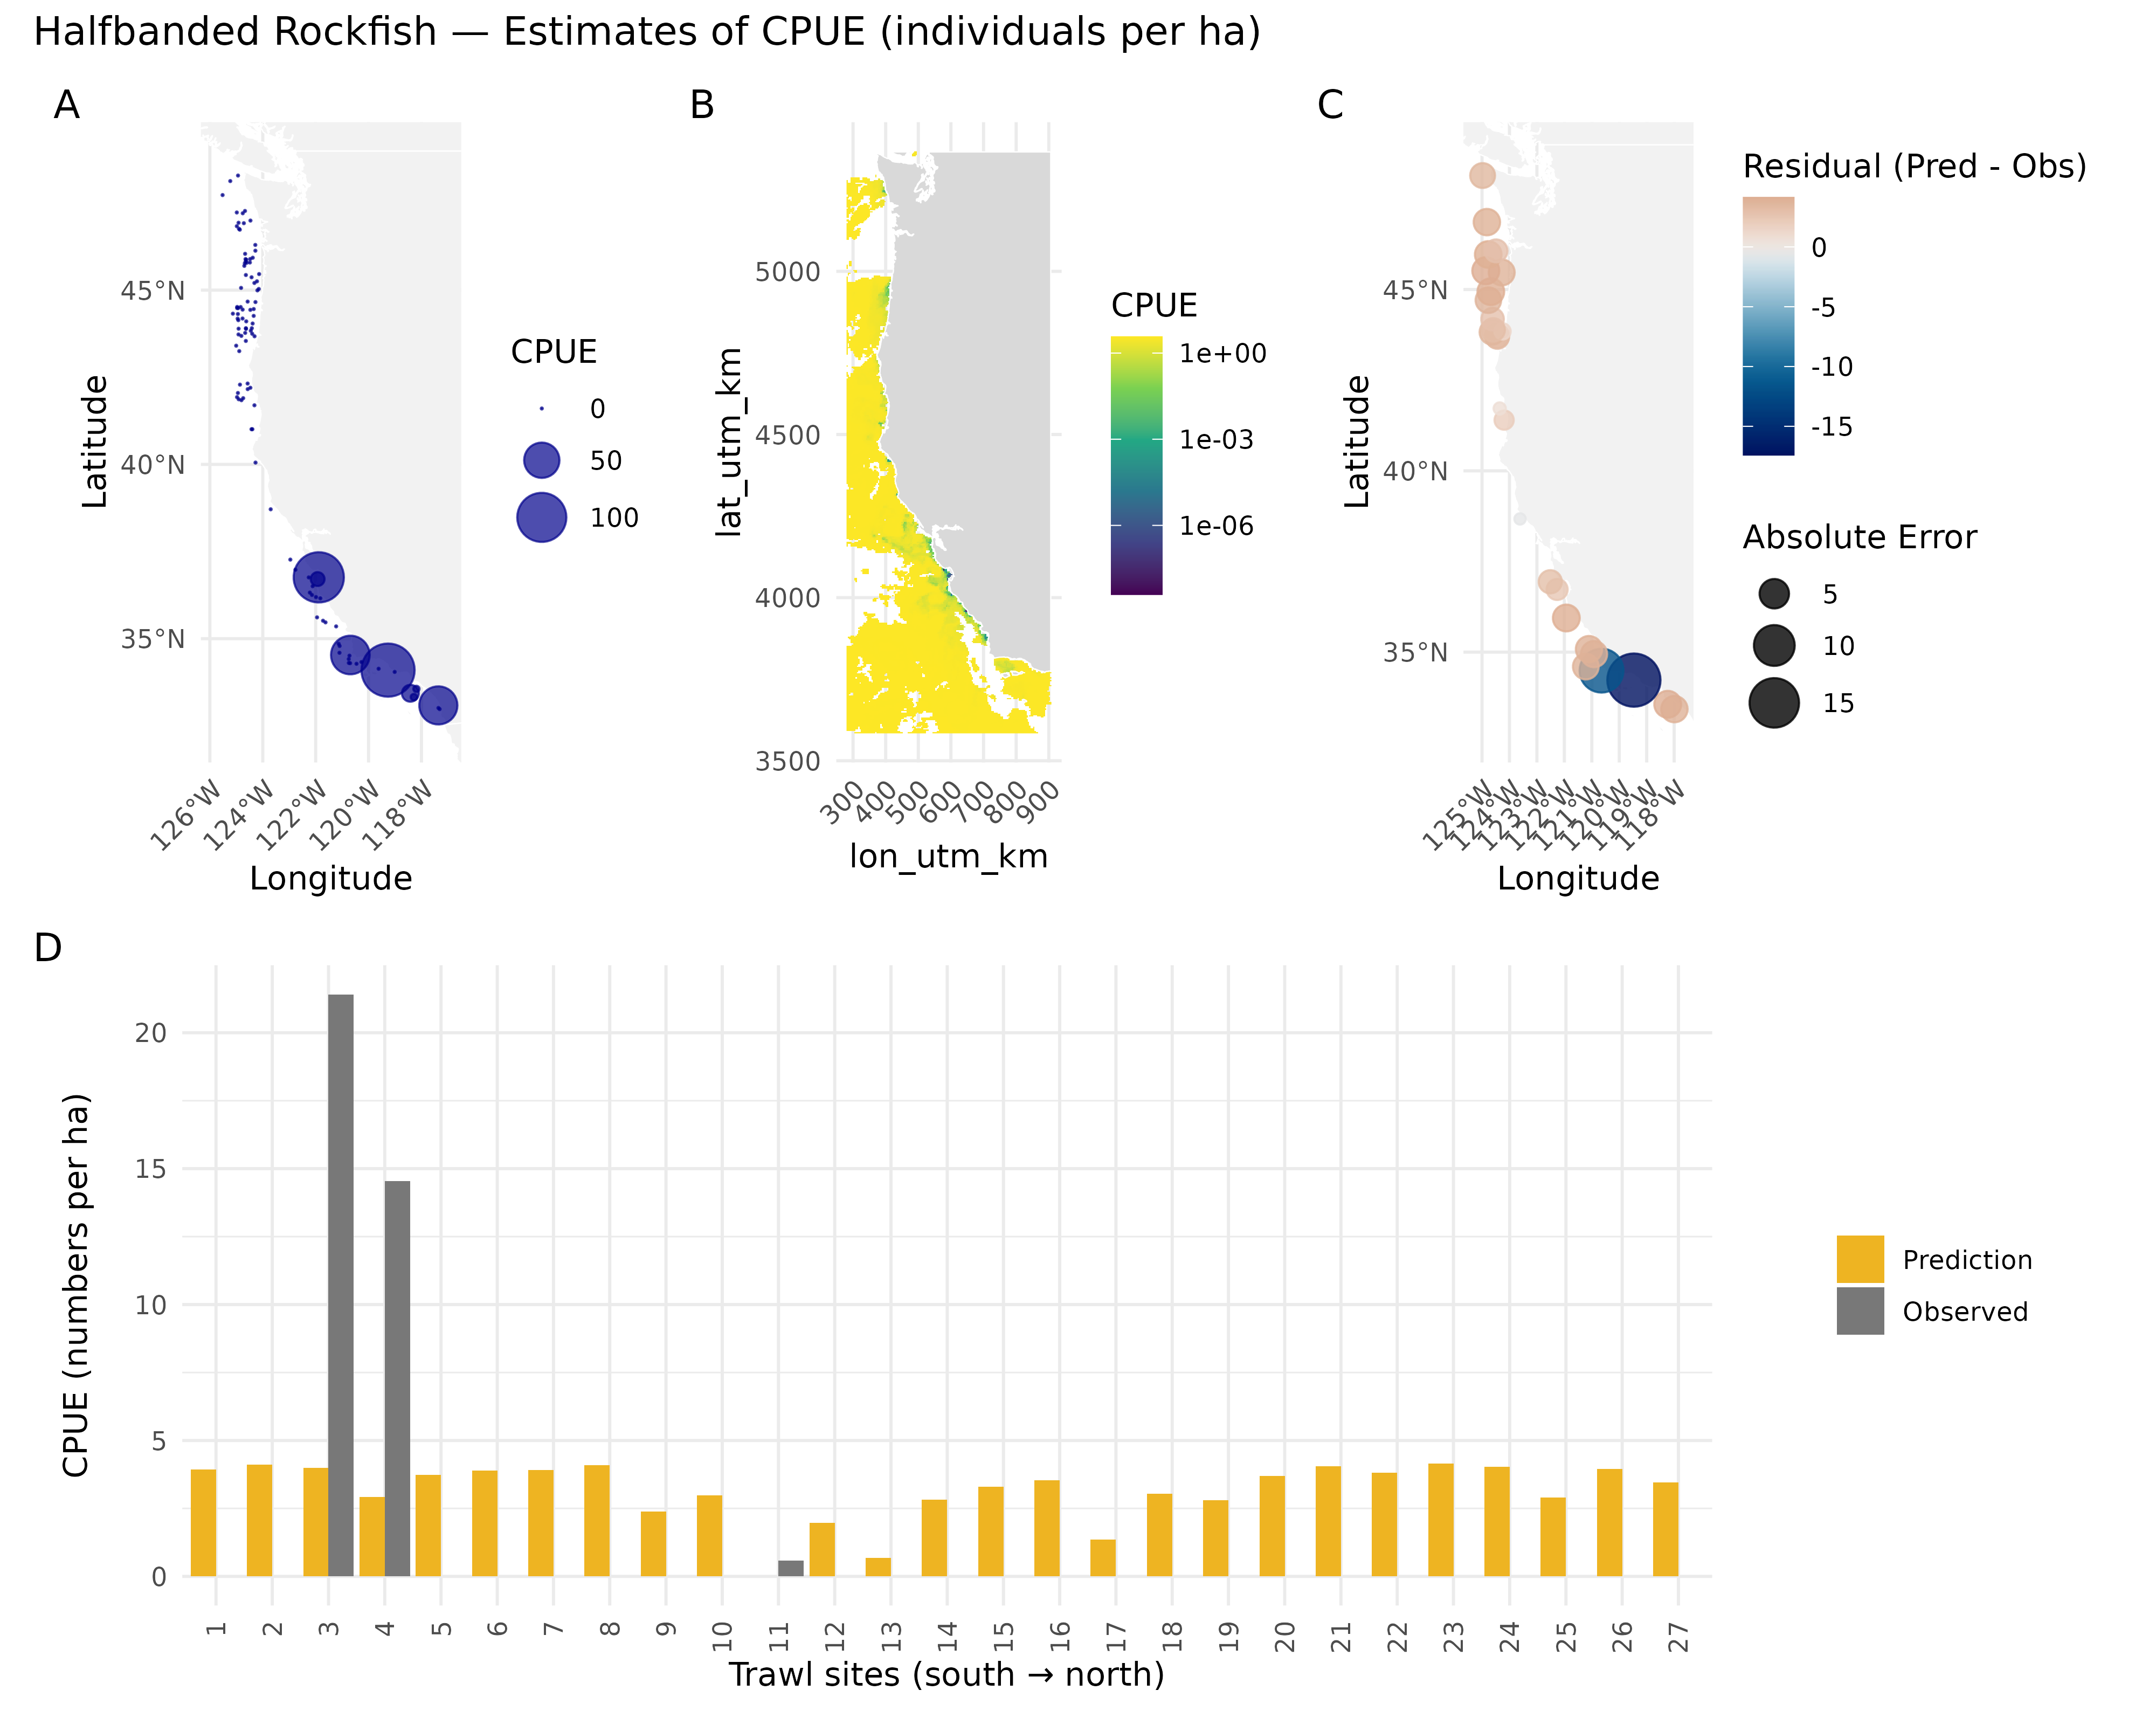 Halfbanded Rockfish — Estimates of CPUE (individuals per ha)
A
45°N
40°N
35°N
Latitude
126°W
124°W
122°W
120°W
118°W
Longitude
CPUE
0
50
100
B
5000
4500
4000
3500
lat_utm_km
300
400
500
600
700
800
900
lon_utm_km
CPUE
1e+00
1e-03
1e-06
C
45°N
40°N
35°N
Latitude
125°W
124°W
123°W
122°W
121°W
120°W
119°W
118°W
Longitude
Residual (Pred - Obs)
0
-5
-10
-15
Absolute Error
5
10
15
D
20
15
10
5
0
CPUE (numbers per ha)
1 2 3 4 5 6 7 8 9 10 11 12 13 14 15 16 17 18 19 20 21 22 23 24 25 26 27
Trawl sites (south → north)
Prediction
Observed